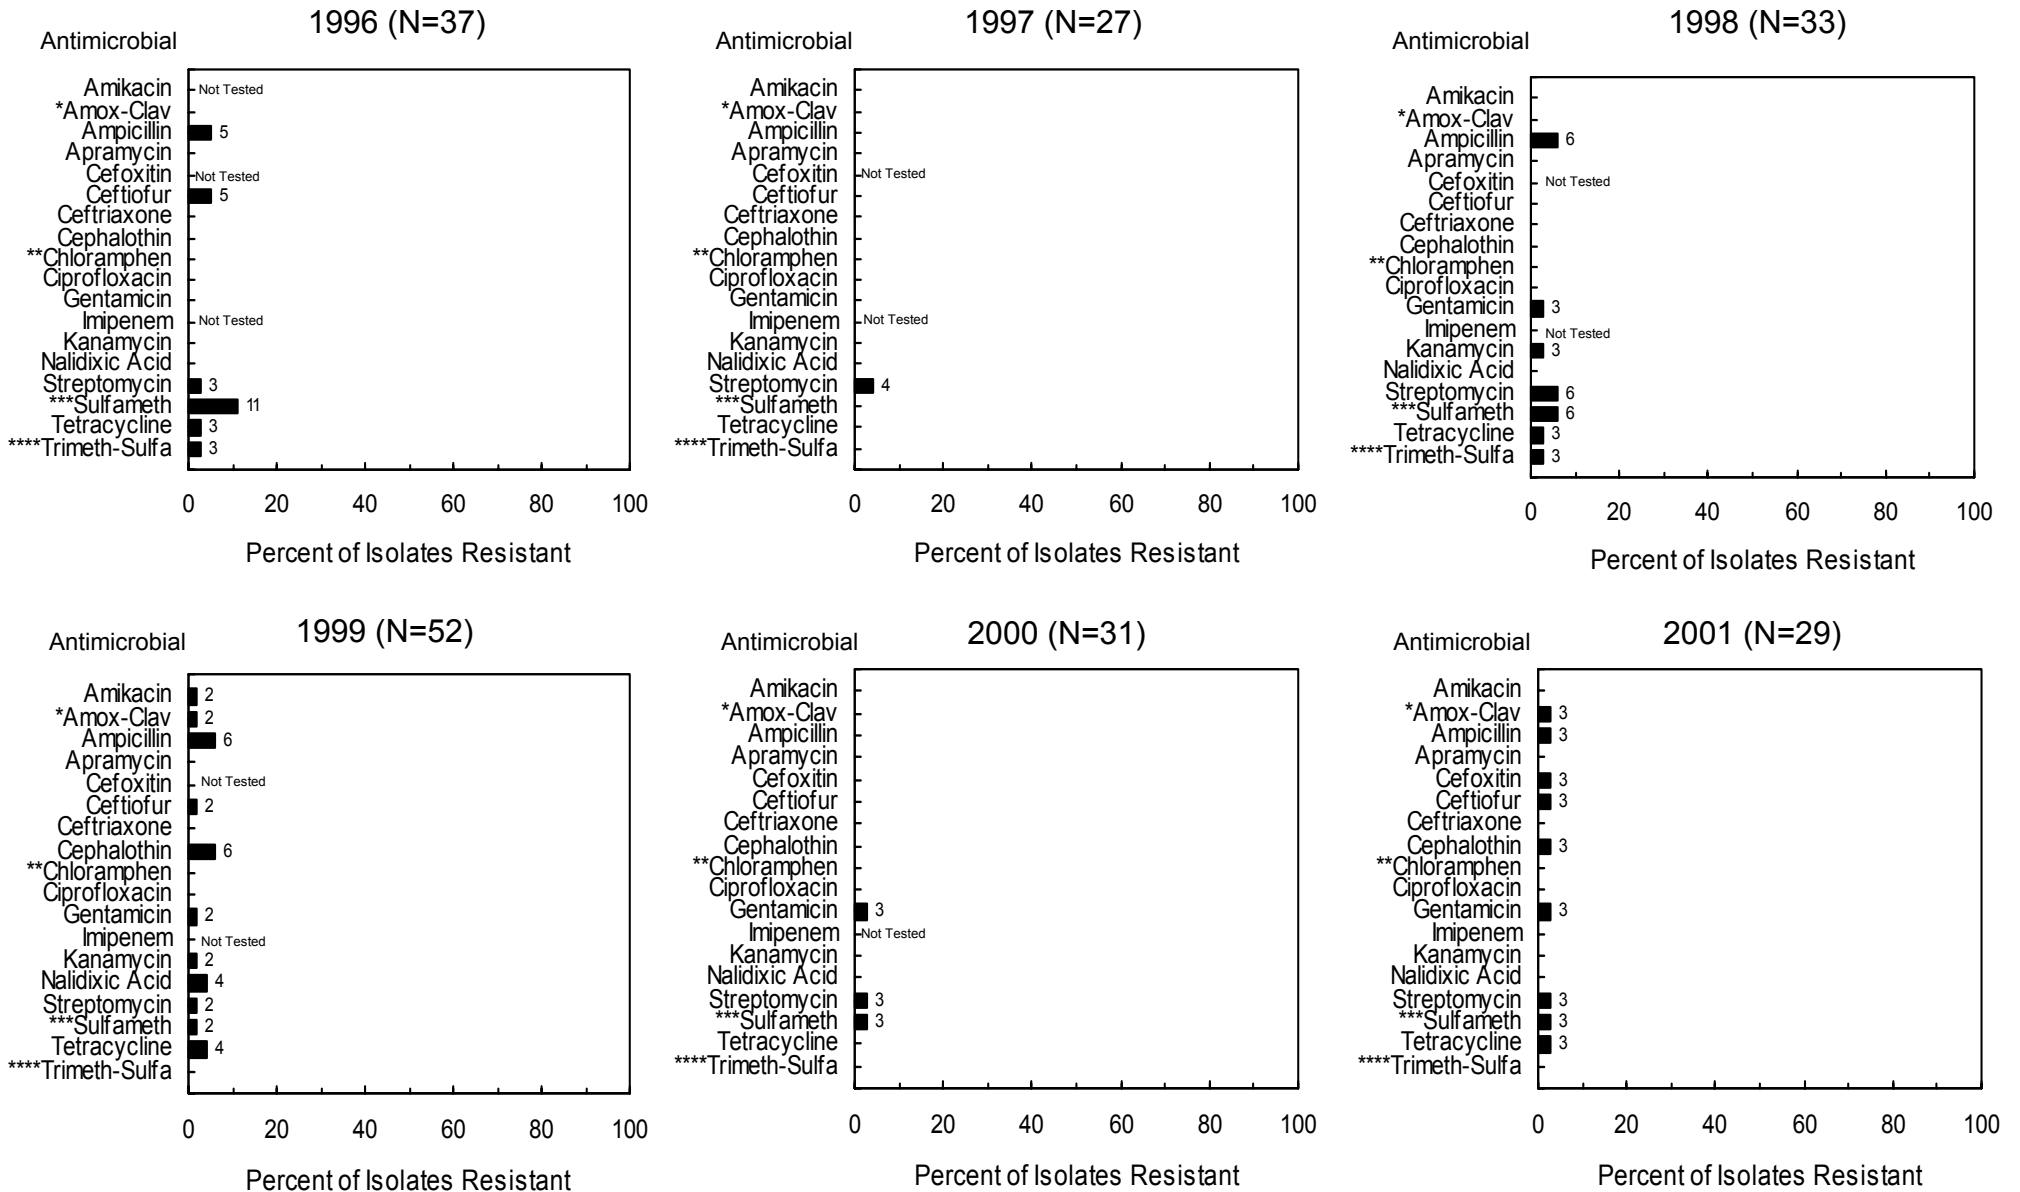 1996 (N=37)
Antimicrobial
Amikacin Not Tested
*Amox-Clav
Ampicillin 5
Apramycin
Cefoxitin Not Tested
Ceftiofur 5
Ceftriaxone
Cephalothin
**Chloramphen
Ciprofloxacin
Gentamicin
Imipenem Not Tested
Kanamycin
Nalidixic Acid
Streptomycin 3
***Sulfameth 11
Tetracycline 3
****Trimeth-Sulfa 3
0 20 40 60 80 100
Percent of Isolates Resistant
1997 (N=27)
Antimicrobial
Amikacin
*Amox-Clav
Ampicillin
Apramycin
Cefoxitin Not Tested
Ceftiofur
Ceftriaxone
Cephalothin
**Chloramphen
Ciprofloxacin
Gentamicin
Imipenem Not Tested
Kanamycin
Nalidixic Acid
Streptomycin 4
***Sulfameth
Tetracycline
****Trimeth-Sulfa
0 20 40 60 80 100
Percent of Isolates Resistant
1998 (N=33)
Antimicrobial
Amikacin
*Amox-Clav
Ampicillin 6
Apramycin
Cefoxitin Not Tested
Ceftiofur
Ceftriaxone
Cephalothin
**Chloramphen
Ciprofloxacin
Gentamicin 3
Imipenem Not Tested
Kanamycin 3
Nalidixic Acid
Streptomycin 6
***Sulfameth 6
Tetracycline 3
****Trimeth-Sulfa 3
0 20 40 60 80 100
Percent of Isolates Resistant
1999 (N=52)
Antimicrobial
Amikacin 2
*Amox-Clav 2
Ampicillin 6
Apramycin
Cefoxitin Not Tested
Ceftiofur 2
Ceftriaxone
Cephalothin 6
**Chloramphen
Ciprofloxacin
Gentamicin 2
Imipenem Not Tested
Kanamycin 2
Nalidixic Acid 4
Streptomycin 2
***Sulfameth 2
Tetracycline 4
****Trimeth-Sulfa
0 20 40 60 80 100
Percent of Isolates Resistant
2000 (N=31)
Antimicrobial
Amikacin
*Amox-Clav
Ampicillin
Apramycin
Cefoxitin
Ceftiofur
Ceftriaxone
Cephalothin
**Chloramphen
Ciprofloxacin
Gentamicin 3
Imipenem Not Tested
Kanamycin
Nalidixic Acid
Streptomycin 3
***Sulfameth 3
Tetracycline
****Trimeth-Sulfa
0 20 40 60 80 100
Percent of Isolates Resistant
2001 (N=29)
Antimicrobial
Amikacin
*Amox-Clav 3
Ampicillin 3
Apramycin
Cefoxitin 3
Ceftiofur 3
Ceftriaxone
Cephalothin 3
**Chloramphen
Ciprofloxacin
Gentamicin 3
Imipenem
Kanamycin
Nalidixic Acid
Streptomycin 3
***Sulfameth 3
Tetracycline 3
****Trimeth-Sulfa
0 20 40 60 80 100
Percent of Isolates Resistant